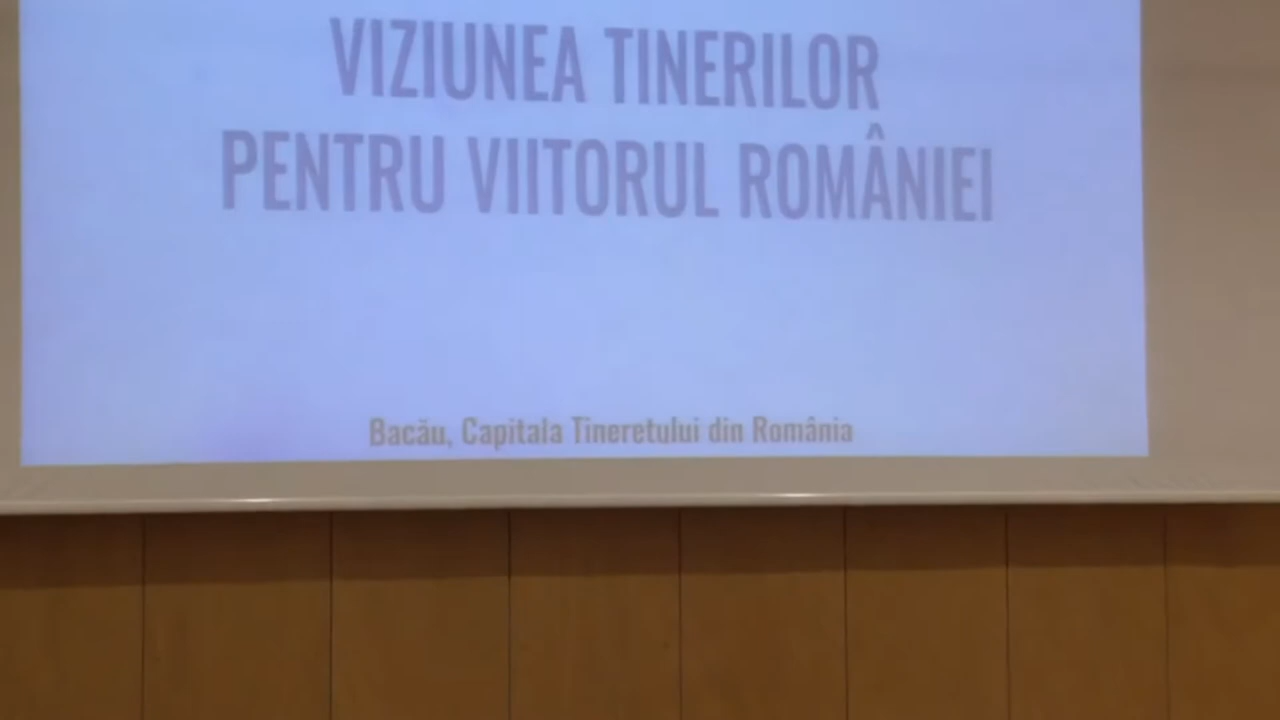 VIZIUNEA TINERILOR
PENTRU VIITORUL ROMÂNIEI
Bacău, Capitala Tineretului din România